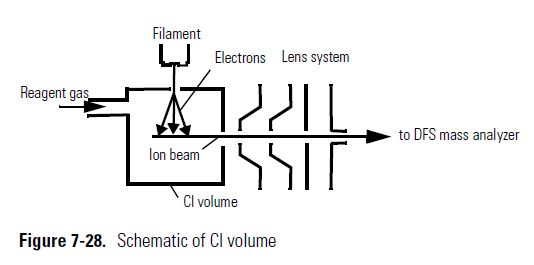 Filament
Electrons
Lens system
Reagent gas
to DFS mass analyzer
Ion beam
CI volume
Figure 7-28. Schematic of CI volume